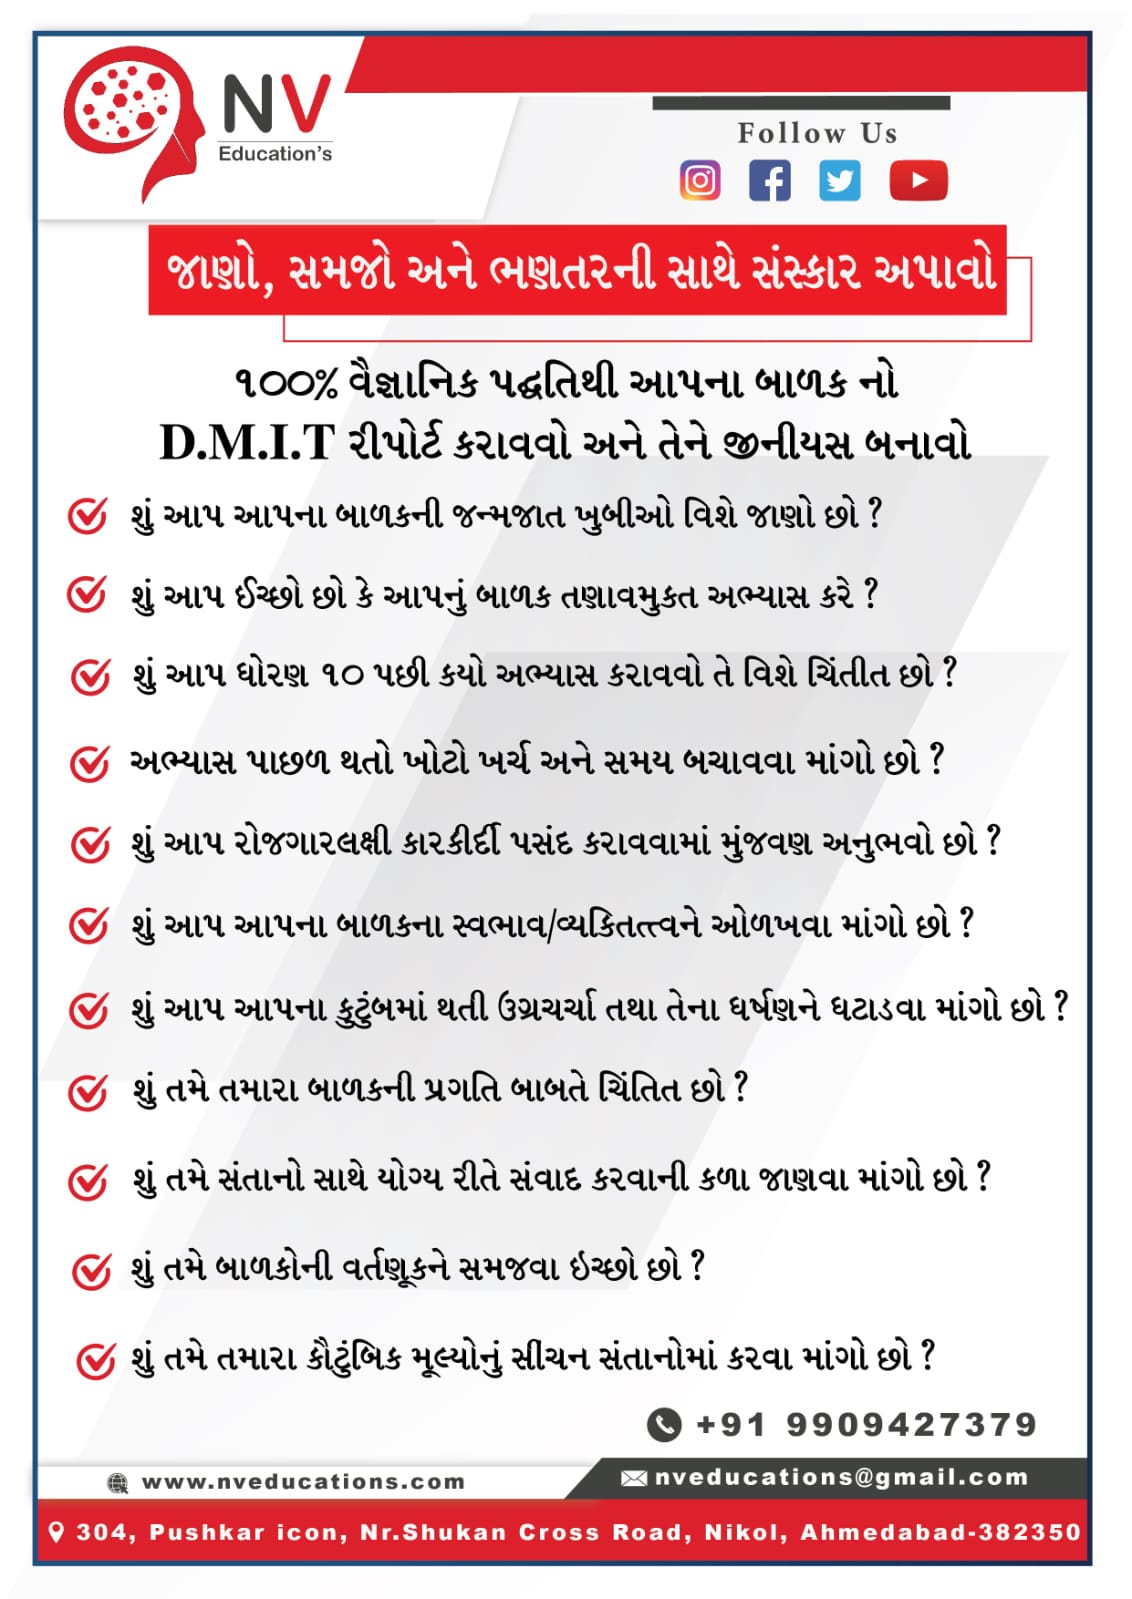 NV
Education's
Follow Us
જાણો, સમજો અને ભણતરની સાથે સંસ્કાર અપાવો
૧૦૦% વૈજ્ઞાનિક પદ્વતિથી આપના બાળક નો
D.M.I.T રીપોર્ટ કરાવવો અને તેને જીનીયસ બનાવો
શું આપ આપના બાળકની જન્મજાત ખુબીઓ વિશે જાણો છો ?
શું આપ ઈચ્છો છો કે આપનું બાળક તણાવમુકત અભ્યાસ કરે ?
શું આપ ધોરણ ૧૦ પછી કયો અભ્યાસ કરાવવો તે વિશે ચિંતીત છો ?
અભ્યાસ પાછળ થતો ખોટો ખર્ચ અને સમય બચાવવા માંગો છો ?
શું આપ રોજગારલક્ષી કારકીર્દી પસંદ કરાવવામાં મુંજવણ અનુભવો છો ?
શું આપ આપના બાળકના સ્વભાવ/વ્યકિતત્ત્વને ઓળખવા માંગો છો ?
શું આપ આપના કુટુંબમાં થતી ઉગ્રચર્ચા તથા તેના ઘર્ષણને ઘટાડવા માંગો છો ?
શું તમે તમારા બાળકની પ્રગતિ બાબતે ચિંતિત છો ?
શું તમે સંતાનો સાથે યોગ્ય રીતે સંવાદ કરવાની કળા જાણવા માંગો છો ?
શું તમે બાળકોની વર્તણૂકને સમજવા ઇચ્છો છો ?
શું તમે તમારા કૌટુંબિક મૂલ્યોનું સીંચન સંતાનોમાં કરવા માંગો છો ?
+91 9909427379
www.nveducations.com
nveducations@gmail.com
304, Pushkar icon, Nr.Shukan Cross Road, Nikol, Ahmedabad-382350